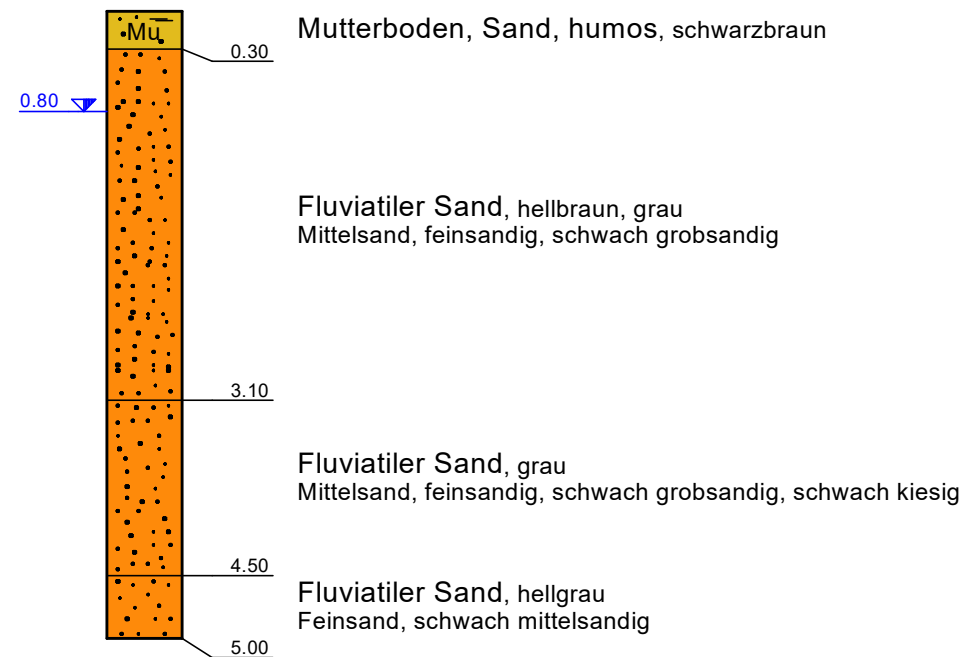 Mu
Mutterboden, Sand, humos, schwarzbraun
0.30
0.80
Fluviatiler Sand, hellbraun, grau
Mittelsand, feinsandig, schwach grobsandig
3.10
Fluviatiler Sand, grau
Mittelsand, feinsandig, schwach grobsandig, schwach kiesig
4.50
Fluviatiler Sand, hellgrau
Feinsand, schwach mittelsandig
5.00